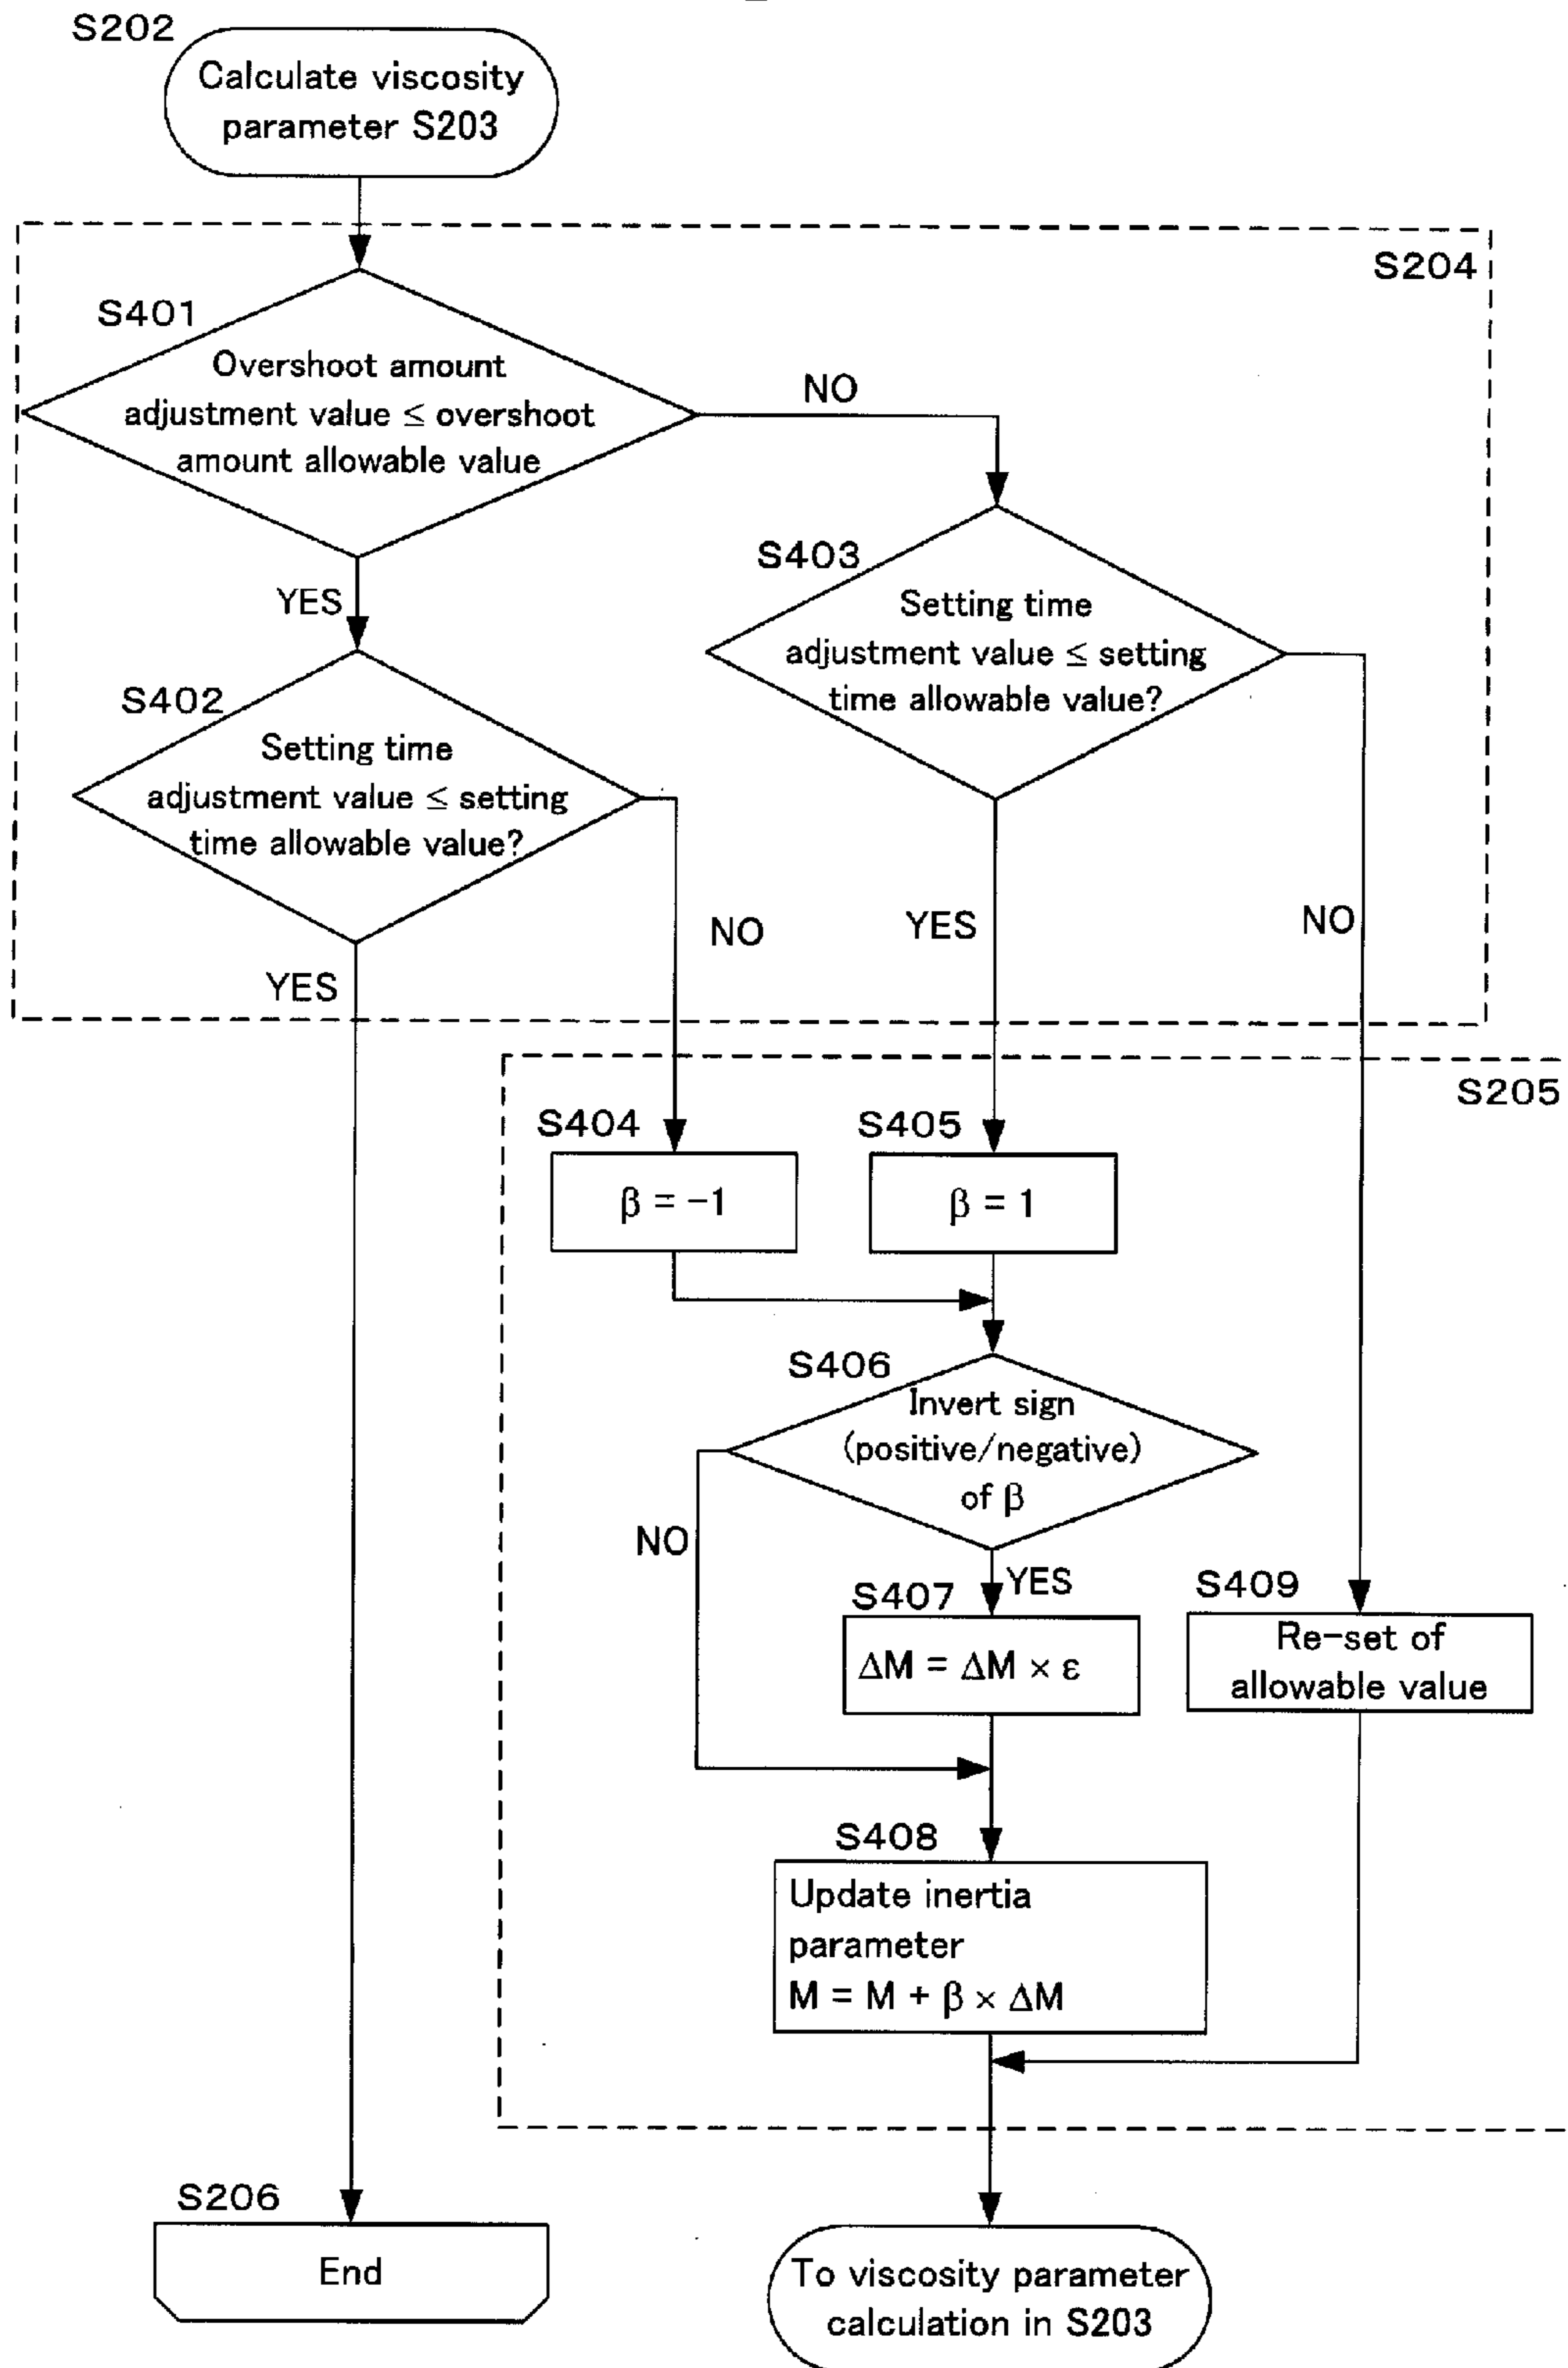 S202
Calculate viscosity
parameter S203
S204
S401
Overshoot amount
adjustment value ≤ overshoot
amount allowable value
NO
YES
S403
Setting time
adjustment value ≤ setting
time allowable value?
S402
Setting time
adjustment value ≤ setting
time allowable value?
NO
YES
NO
YES
S205
S404
β = -1
S405
β = 1
S406
Invert sign
(positive/negative)
of β
NO
YES
S407
ΔM = ΔM × ε
S409
Re-set of
allowable value
S408
Update inertia
parameter
M = M + β × ΔM
S206
End
To viscosity parameter
calculation in S203